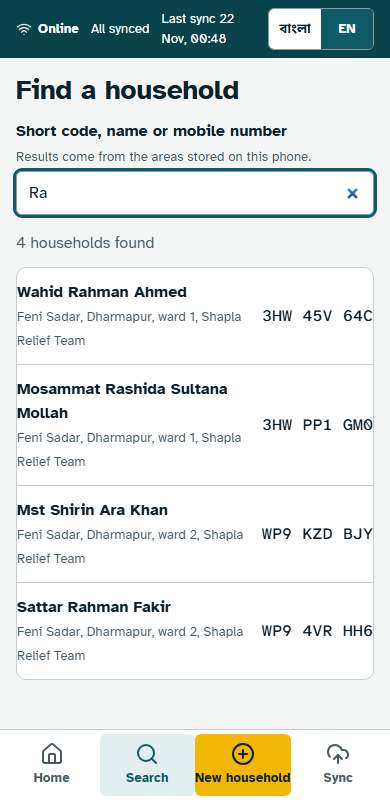 Online All synced Last sync 22
Nov, 00:48
বাংলা EN
Find a household
Short code, name or mobile number
Results come from the areas stored on this phone.
Ra
4 households found
Wahid Rahman Ahmed
Feni Sadar, Dharmapur, ward 1, Shapla
Relief Team
3HW 45V 64C
Mosammat Rashida Sultana
Mollah
Feni Sadar, Dharmapur, ward 1, Shapla
Relief Team
3HW PP1 GM0
Mst Shirin Ara Khan
Feni Sadar, Dharmapur, ward 2, Shapla
Relief Team
WP9 KZD BJY
Sattar Rahman Fakir
Feni Sadar, Dharmapur, ward 2, Shapla
Relief Team
WP9 4VR HH6
Home Search New household Sync